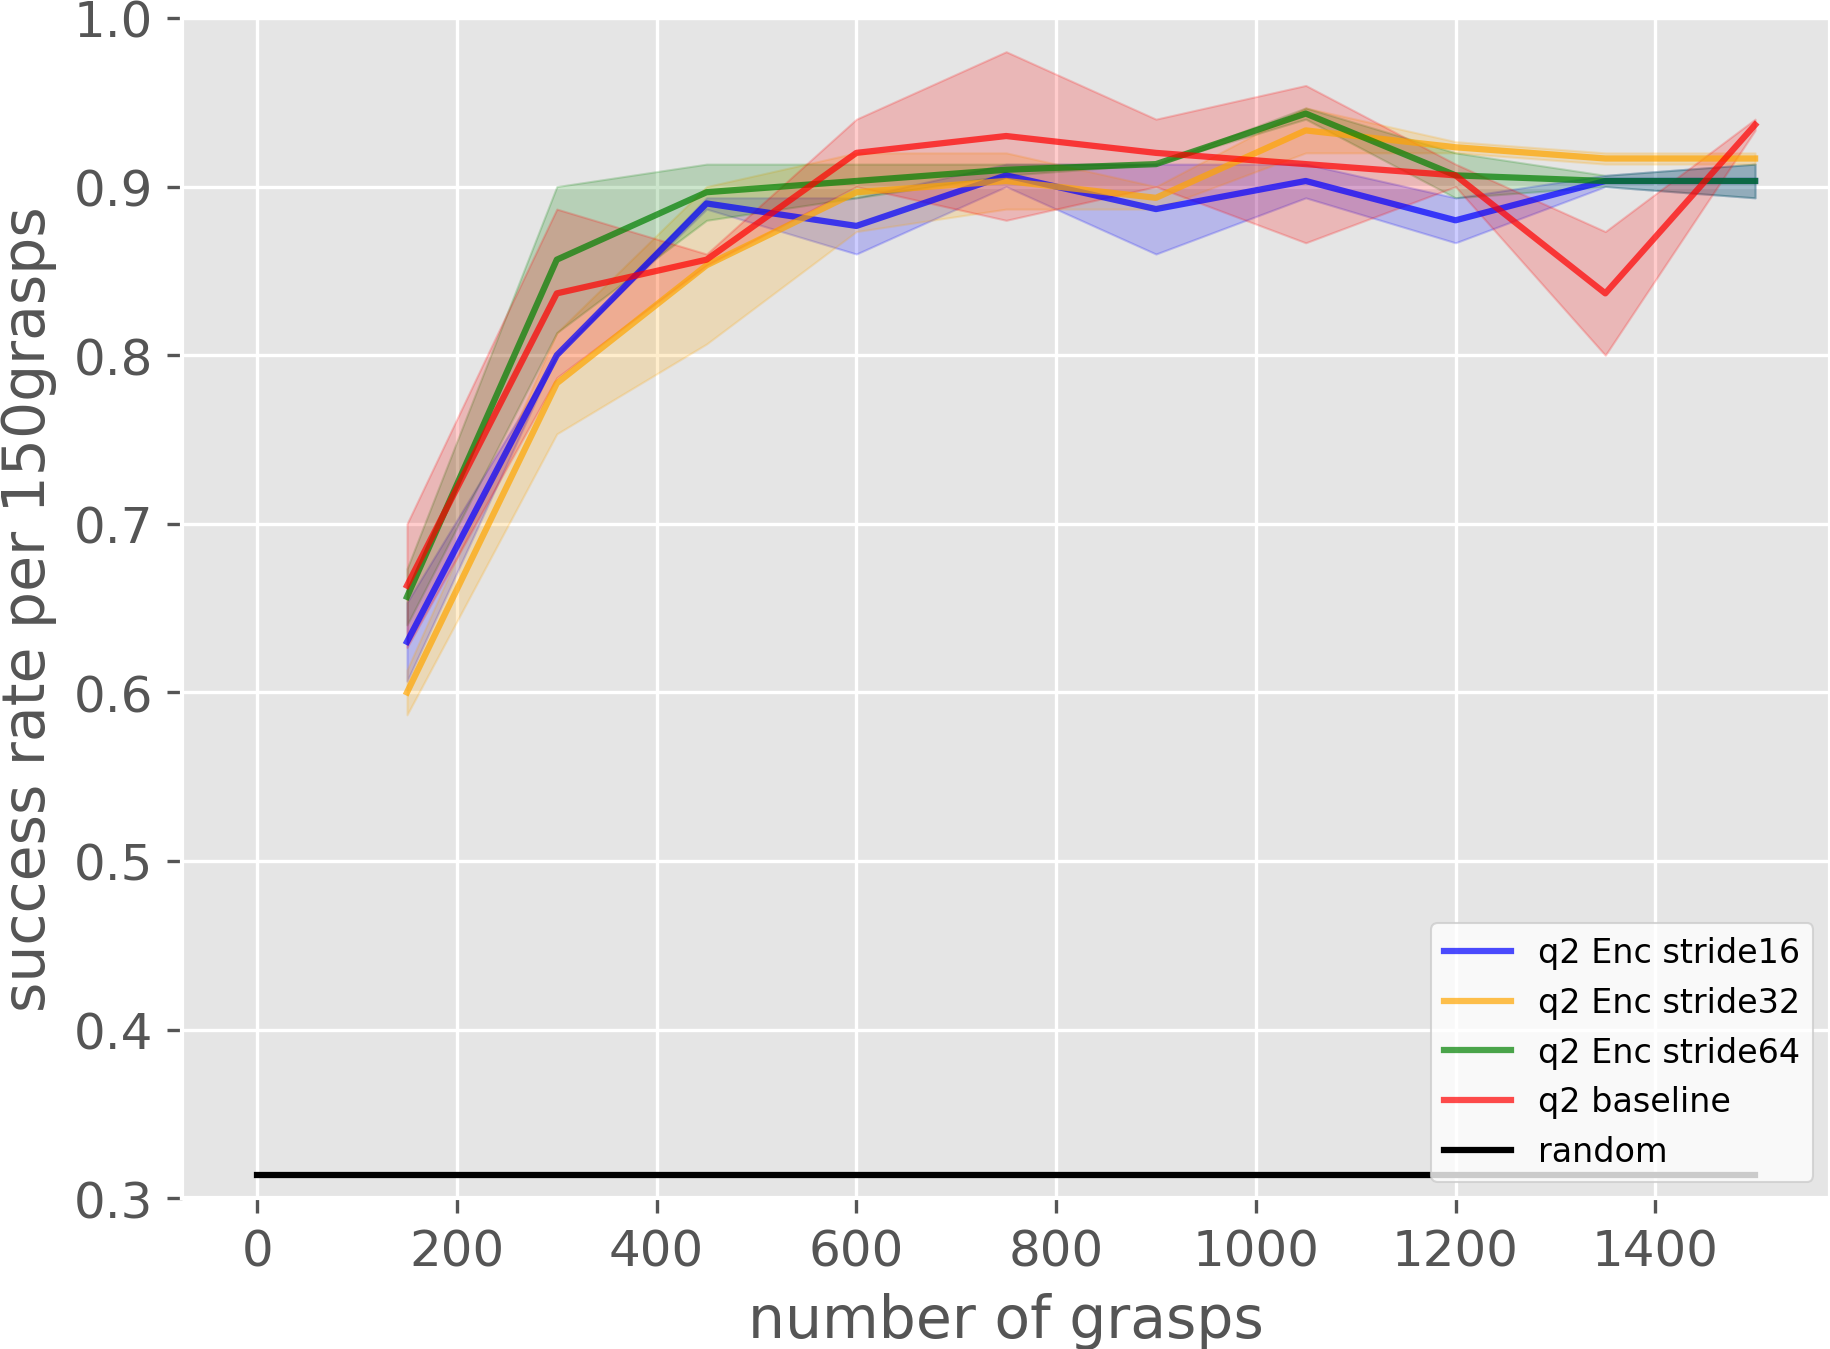 1.0
0.9
0.8
0.7
0.6
0.5
0.4
0.3
success rate per 150grasps
q2 Enc stride16
q2 Enc stride32
q2 Enc stride64
q2 baseline
random
0 200 400 600 800 1000 1200 1400
number of grasps